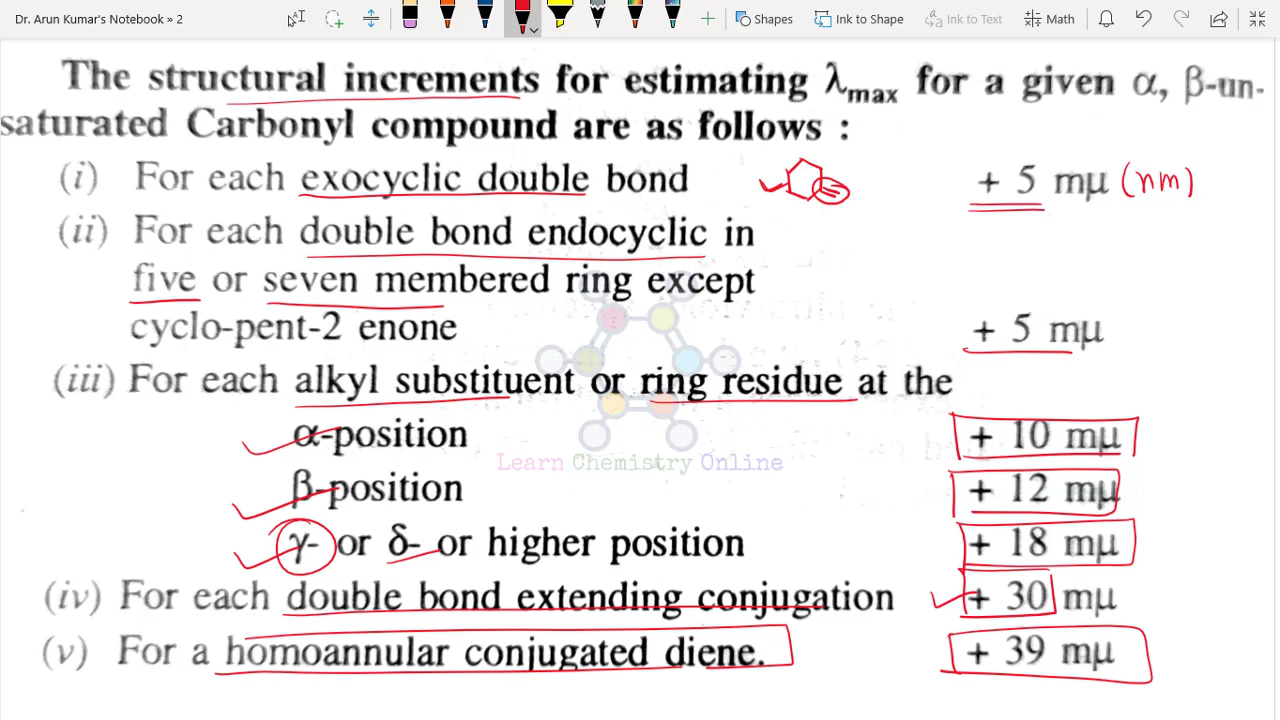 Dr. Arun Kumar's Notebook » 2
Shapes
Ink to Shape
Ink to Text
Math
The structural increments for estimating λmax for a given α, β-un-
saturated Carbonyl compound are as follows :
(i) For each exocyclic double bond + 5 mμ (nm)
(ii) For each double bond endocyclic in
five or seven membered ring except
cyclo-pent-2 enone + 5 mμ
(iii) For each alkyl substituent or ring residue at the
α-position + 10 mμ
β-position + 12 mμ
γ- or δ- or higher position + 18 mμ
(iv) For each double bond extending conjugation + 30 mμ
(v) For a homoannular conjugated diene. + 39 mμ
Learn Chemistry Online